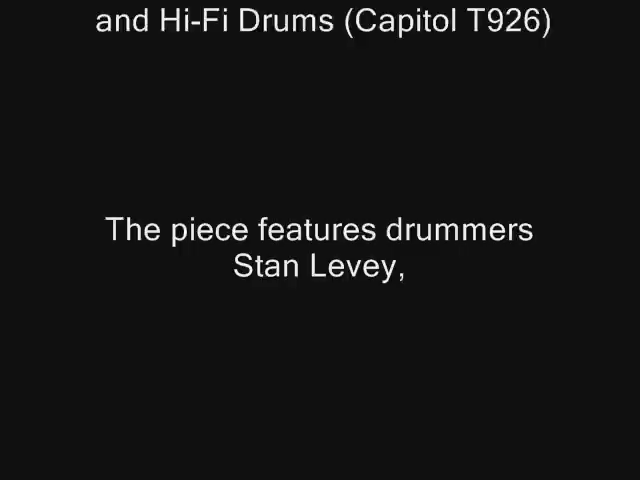 and Hi-Fi Drums (Capitol T926)
The piece features drummers
Stan Levey,